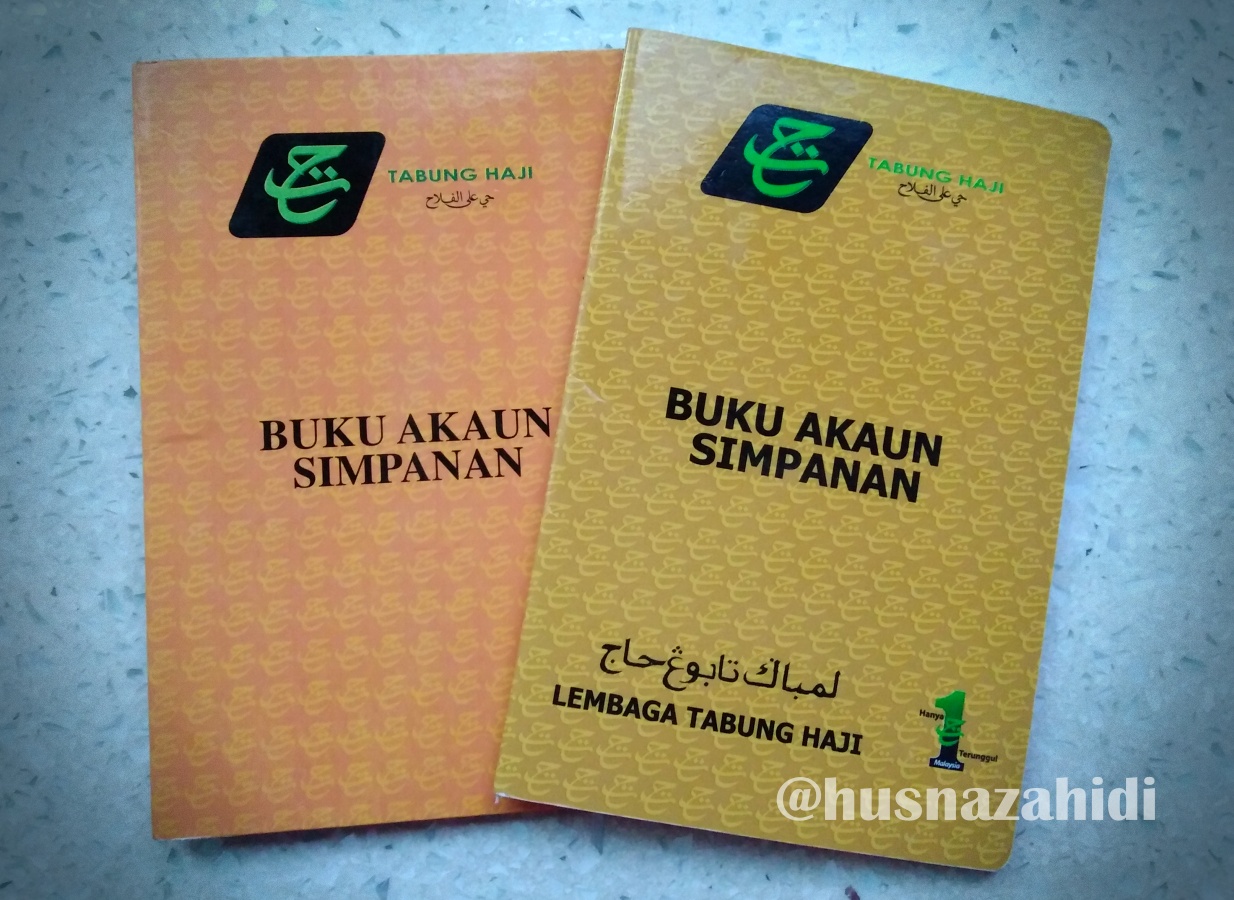 TABUNG HAJI
حي على الفلاح
BUKU AKAUN
SIMPANAN
TABUNG HAJI
حي على الفلاح
BUKU AKAUN
SIMPANAN
لمباݢ تابوڠ حاج
LEMBAGA TABUNG HAJI
Hanya
1
Terunggul
Malaysia
@husnazahidi